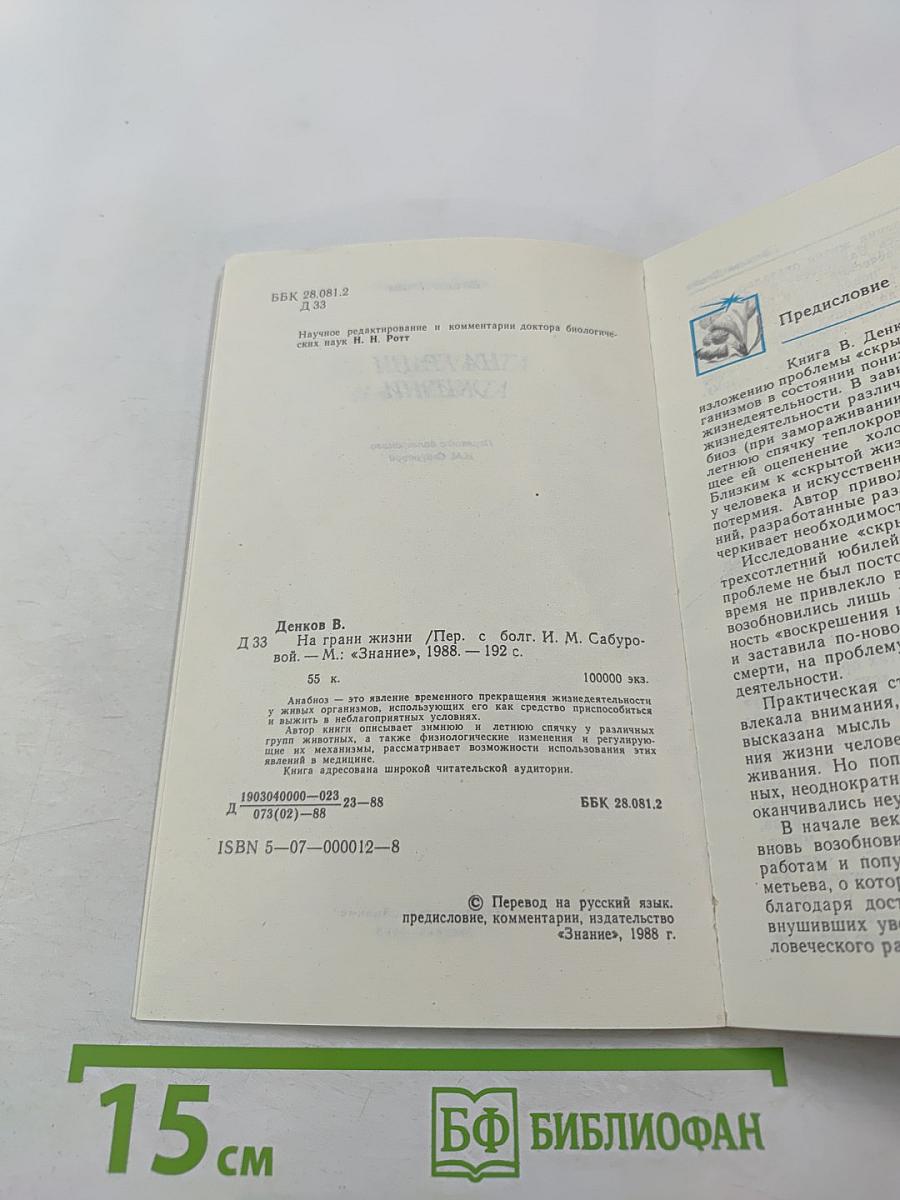 ББК 28.081.2
Д 33
Научное редактирование и комментарии доктора биологиче-
ских наук Н. Н. Ротт
Денков В.
Д 33 На грани жизни /Пер. с болг. И. М. Сабуро-
вой. — М.: «Знание», 1988. — 192 с.
55 к. 100000 экз.
Анабиоз — это явление временного прекращения жизнедеятельности
у живых организмов, использующих его как средство приспособиться
и выжить в неблагоприятных условиях.
Автор книги описывает зимнюю и летнюю спячку у различных
групп животных, а также физиологические изменения и регулирую-
щие их механизмы, рассматривает возможности использования этих
явлений в медицине.
Книга адресована широкой читательской аудитории.
Д 1903040000—023 23—88 ББК 28.081.2
073(02)—88
ISBN 5—07—000012—8
© Перевод на русский язык.
предисловие, комментарии, издательство
«Знание», 1988 г.
Предисловие
Книга В. Денк
изложению проблемы «скры
ганизмов в состоянии пони
жизнедеятельности. В зави
жизнедеятельности различ
биоз (при замораживании
летнюю спячку теплокров
щее ей оцепенение холо
Близким к «скрытой жиз
у человека и искусственн
потермия. Автор привод
ний, разработанные раз
черкивает необходимост
Исследование «скры
трехсотлетний юбилей
проблеме не был посто
время не привлекло в
возобновились лишь
ность «воскрешения
и заставила по-ново
смерти, на проблему
деятельности.
Практическая ст
влекала внимания,
высказана мысль
ния жизни челове
живания. Но поп
ных, неоднократн
оканчивались неу
В начале век
вновь возобнови
работам и попу
метьева, о котор
благодаря дост
внушивших уве
ловеческого ра
15 см
БФ БИБЛИОФАН